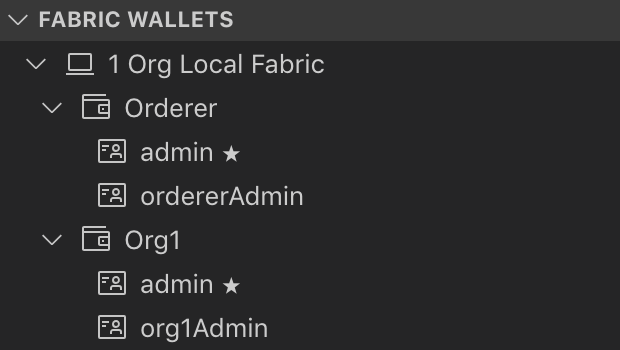 FABRIC WALLETS
1 Org Local Fabric
Orderer
admin ★
ordererAdmin
Org1
admin ★
org1Admin